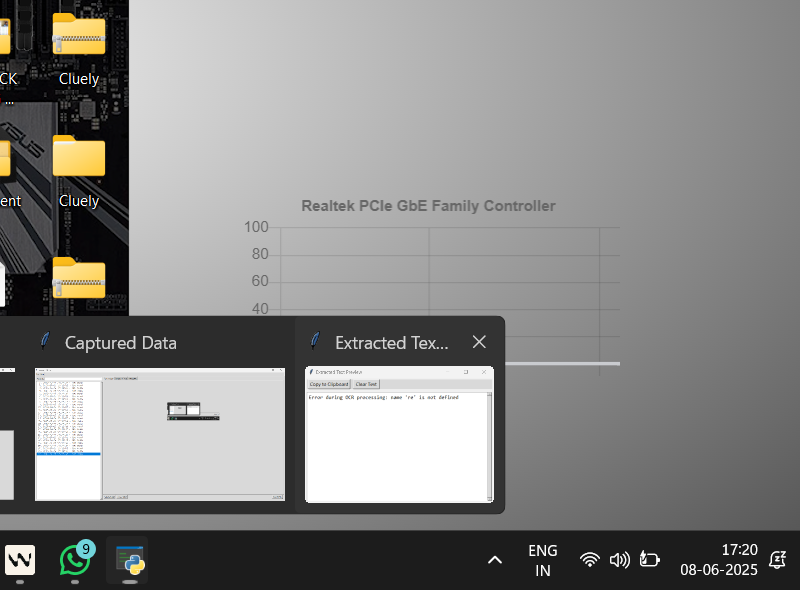 CK
...
Cluely
ASUS
ent
Cluely
Realtek PCIe GbE Family Controller
100
80
60
40
Captured Data
Extracted Tex...
Extracted Text Preview
Copy to Clipboard Clear Text
Error during OCR processing: name 're' is not defined
9
ENG
IN
17:20
08-06-2025